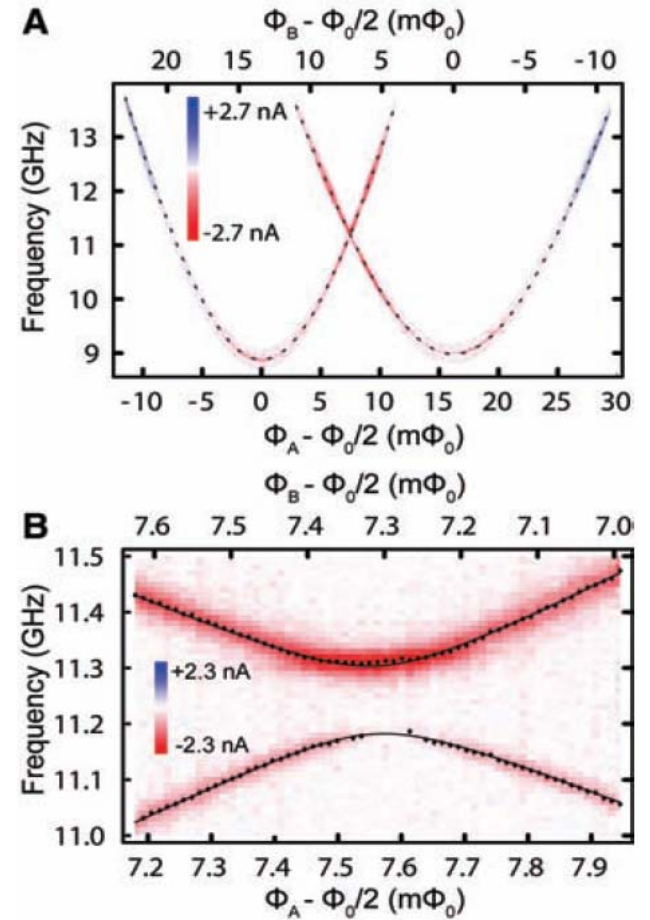 A
Φ_B - Φ_0/2 (mΦ_0)
20 15 10 5 0 -5 -10
+2.7 nA
-2.7 nA
Frequency (GHz)
13
12
11
10
9
-10 -5 0 5 10 15 20 25 30
Φ_A - Φ_0/2 (mΦ_0)
B
Φ_B - Φ_0/2 (mΦ_0)
7.6 7.5 7.4 7.3 7.2 7.1 7.0
+2.3 nA
-2.3 nA
Frequency (GHz)
11.5
11.4
11.3
11.2
11.1
11.0
7.2 7.3 7.4 7.5 7.6 7.7 7.8 7.9
Φ_A - Φ_0/2 (mΦ_0)